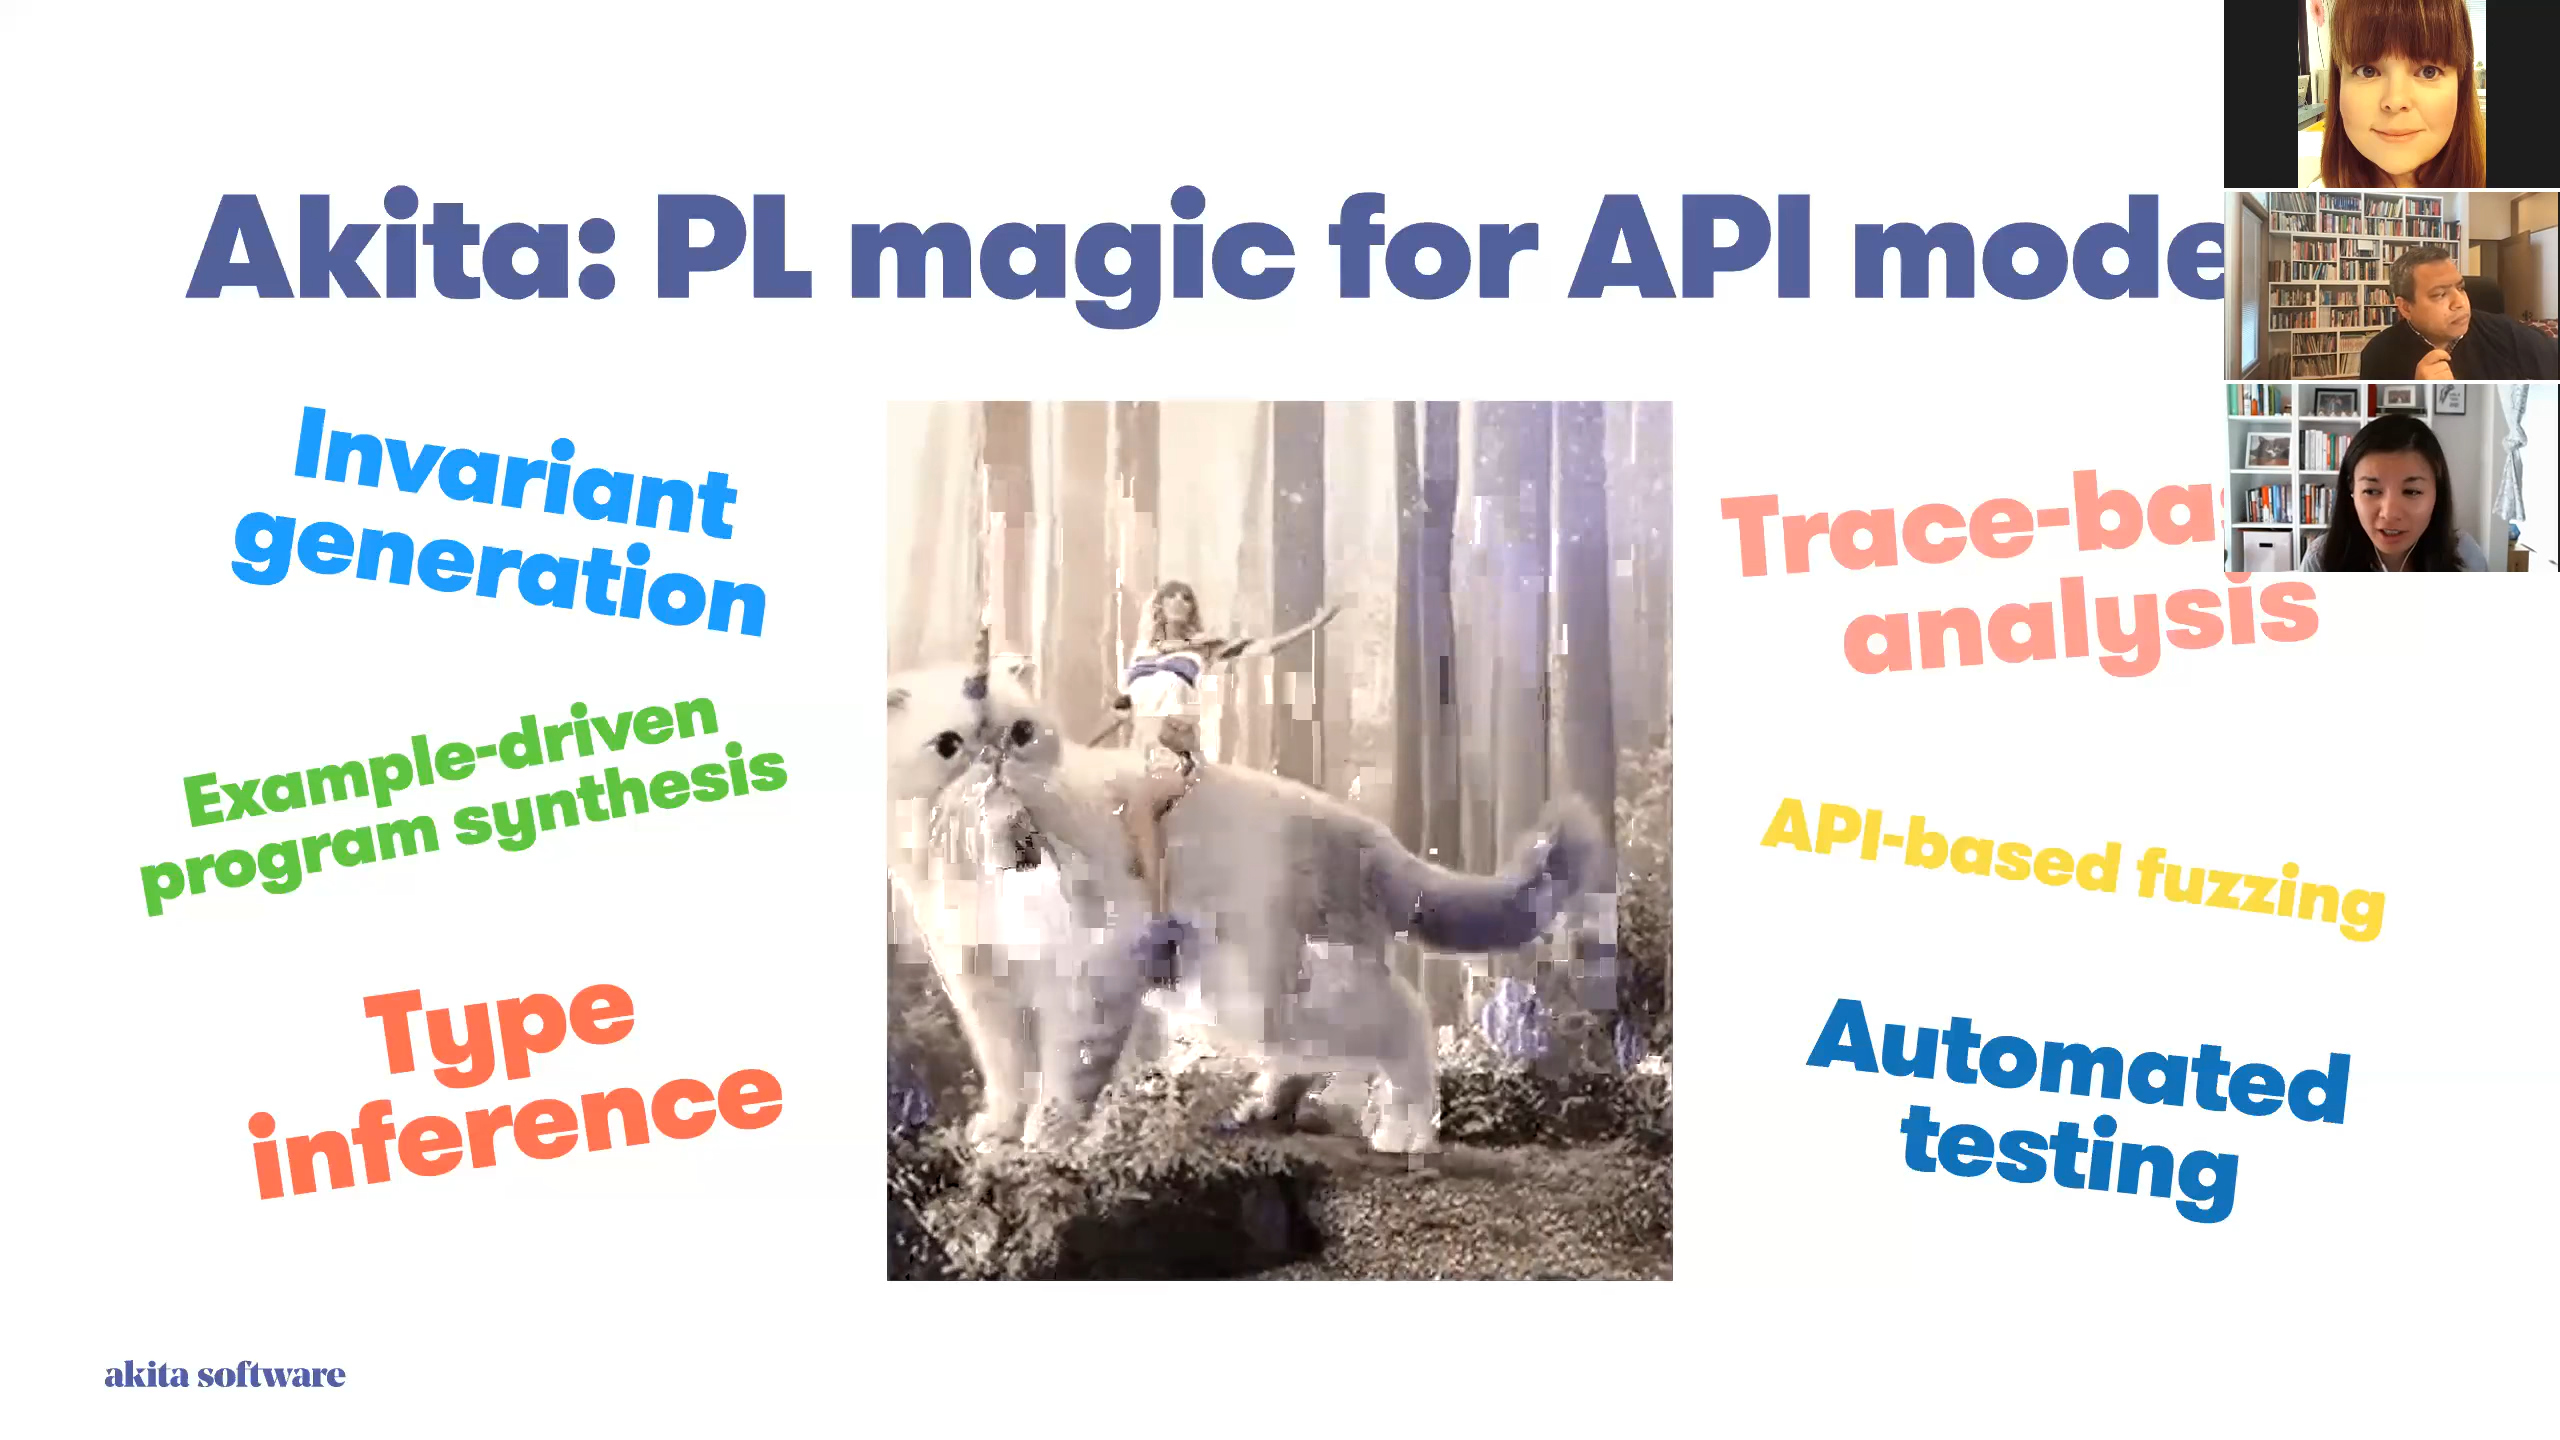 Akita: PL magic for API mode
Invariant
generation
Example-driven
program synthesis
Type
inference
Trace-bas
analysis
API-based fuzzing
Automated
testing
akita software